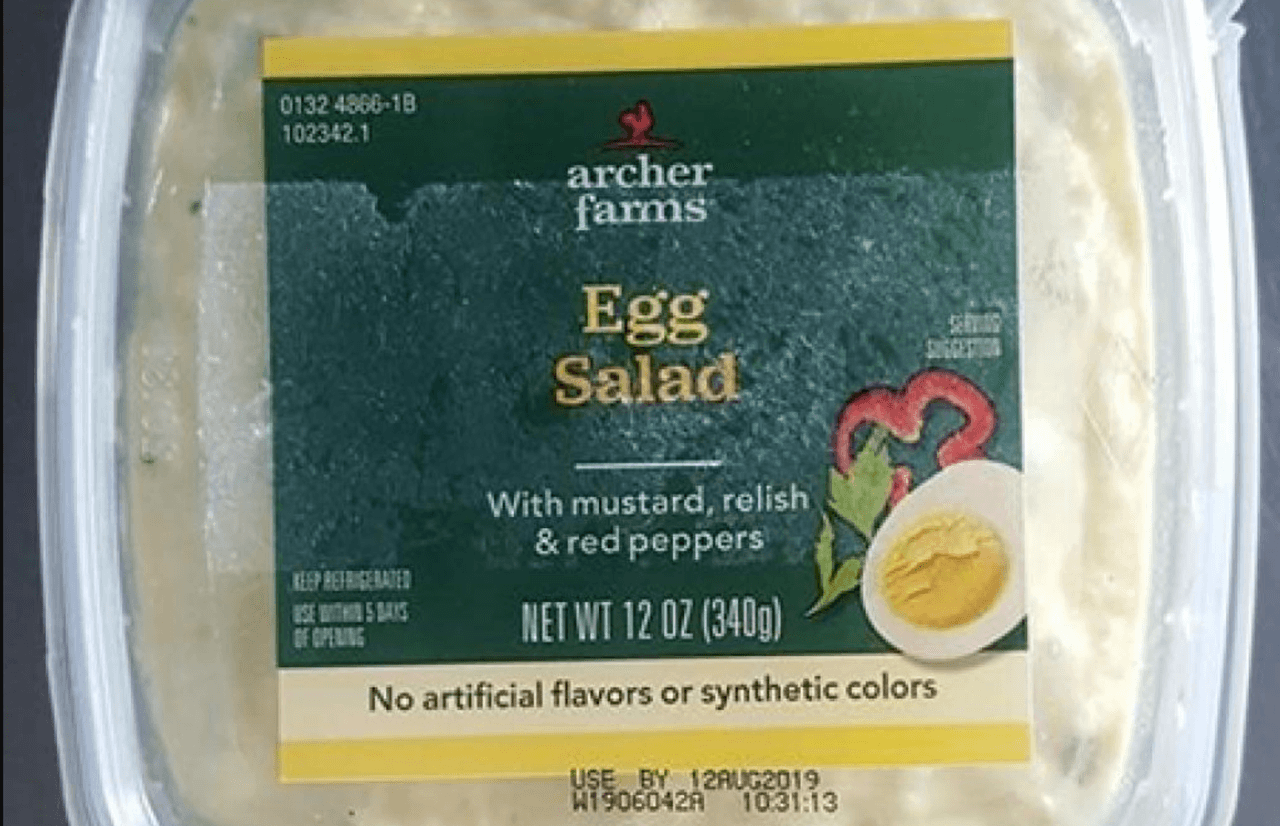 0132 4866-1B
102342.1
archer
farms
Egg
Salad
SERVING
SUGGESTION
With mustard, relish
& red peppers
KEEP REFRIGERATED
USE WITHIN 5 DAYS
OF OPENING
NET WT 12 OZ (340g)
No artificial flavors or synthetic colors
USE BY 12AUG2019
W1906042A 10:31:13